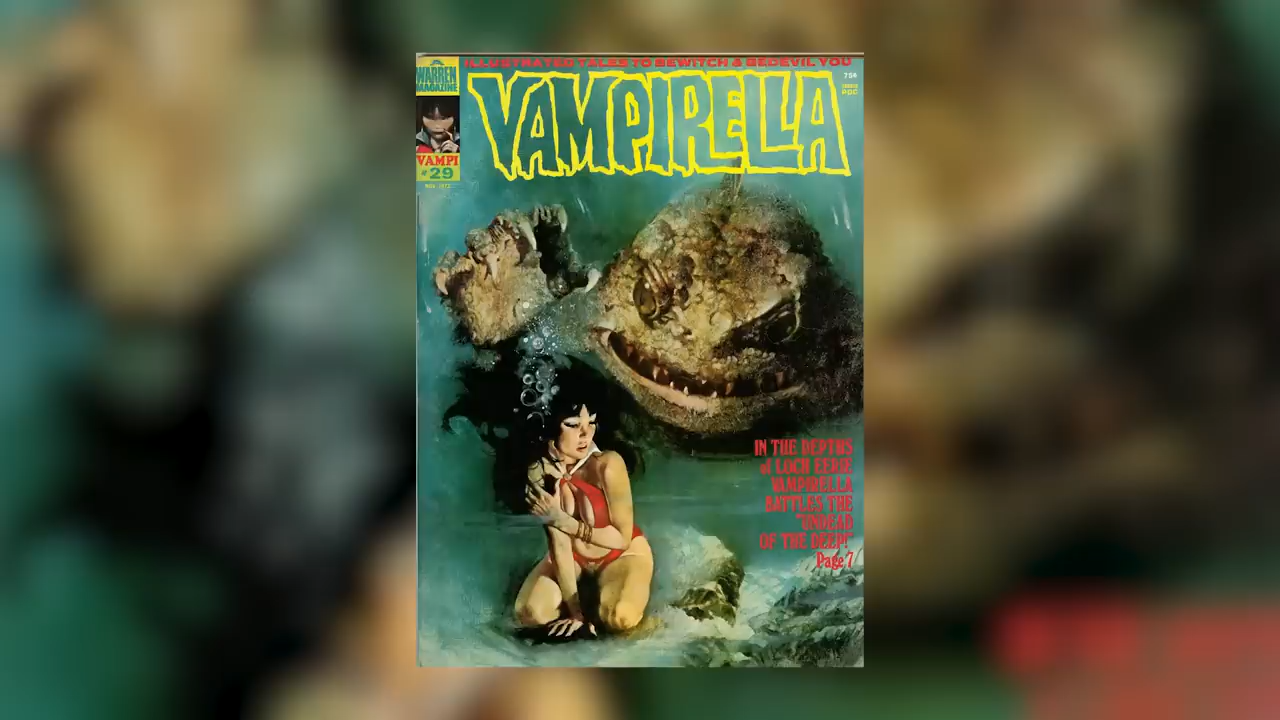 ILLUSTRATED TALES TO BEWITCH & BEDEVIL YOU
WARREN
MAGAZINE
75¢
VAMPIRELLA
VAMPI
#29
IN THE DEPTHS
of LOCH EERIE
VAMPIRELLA
BATTLES THE
"UNDEAD
OF THE DEEP!"
Page 7